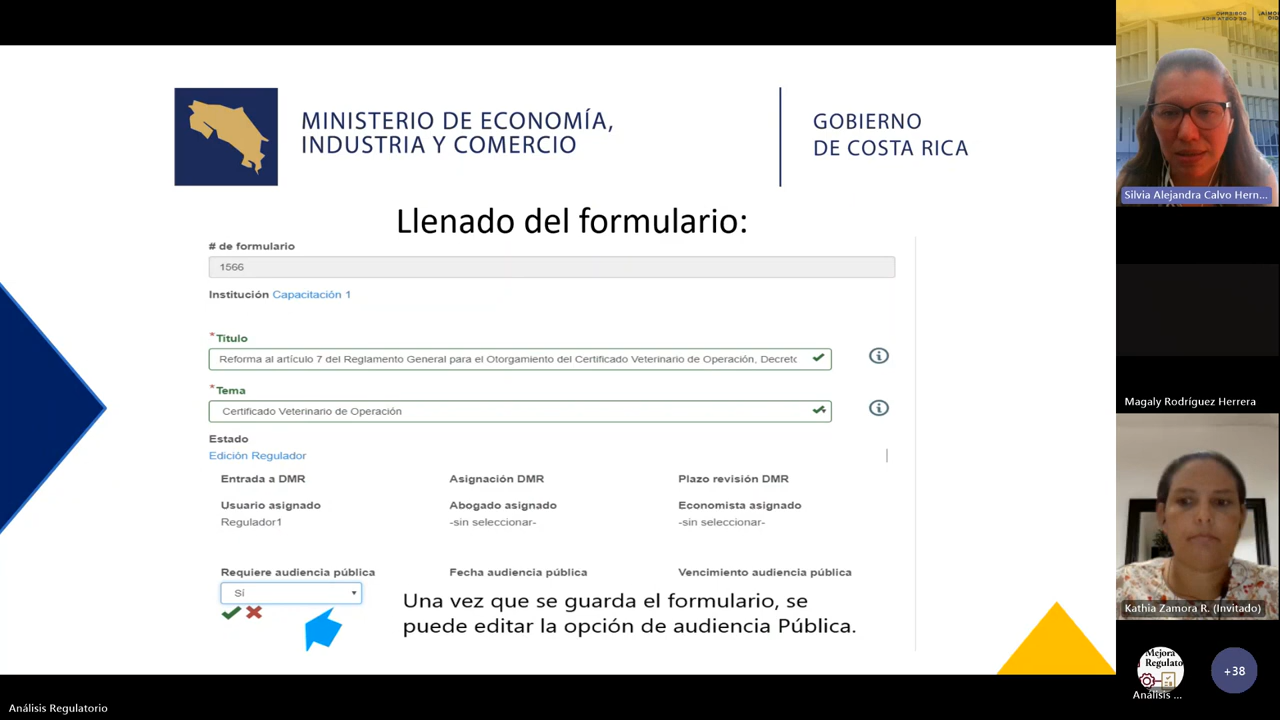 MINISTERIO DE ECONOMÍA,
INDUSTRIA Y COMERCIO
GOBIERNO
DE COSTA RICA
Llenado del formulario:
# de formulario
1566
Institución Capacitación 1
*Título
Reforma al artículo 7 del Reglamento General para el Otorgamiento del Certificado Veterinario de Operación, Decreto
*Tema
Certificado Veterinario de Operación
Estado
Edición Regulador
Entrada a DMR
Asignación DMR
Plazo revisión DMR
Usuario asignado
Abogado asignado
Economista asignado
Regulador1
-sin seleccionar-
-sin seleccionar-
Requiere audiencia pública
Fecha audiencia pública
Vencimiento audiencia pública
Sí
Una vez que se guarda el formulario, se
puede editar la opción de audiencia Pública.
Silvia Alejandra Calvo Hern...
Magaly Rodríguez Herrera
Kathia Zamora R. (Invitado)
Mejora
Regulato
Análisis ...
+38
Análisis Regulatorio